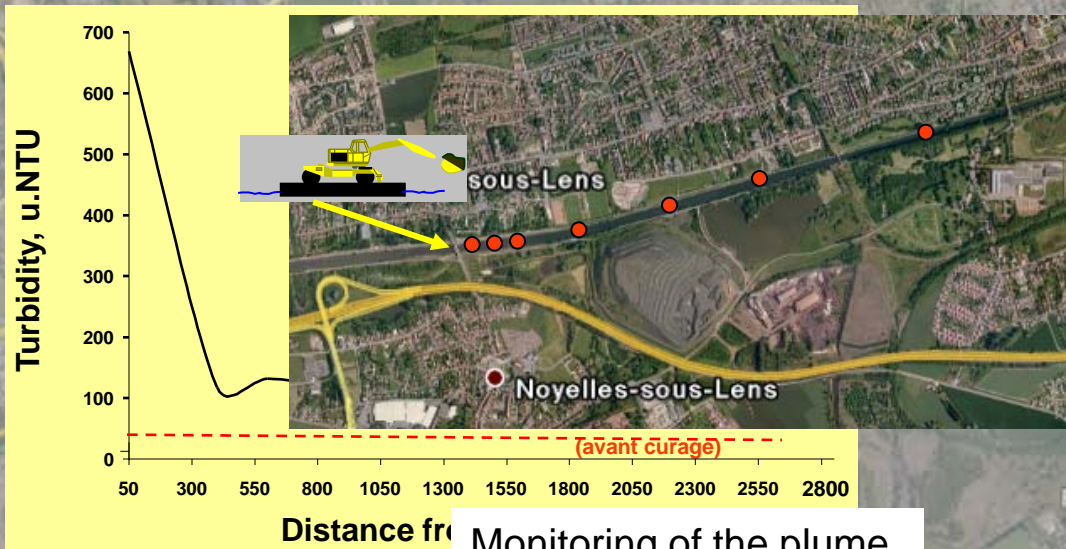 700
600
500
400
300
200
100
0
Turbidity, u.NTU
sous-Lens
Noyelles-sous-Lens
(avant curage)
50 300 550 800 1050 1300 1550 1800 2050 2300 2550 2800
Distance
Monitoring of the plume